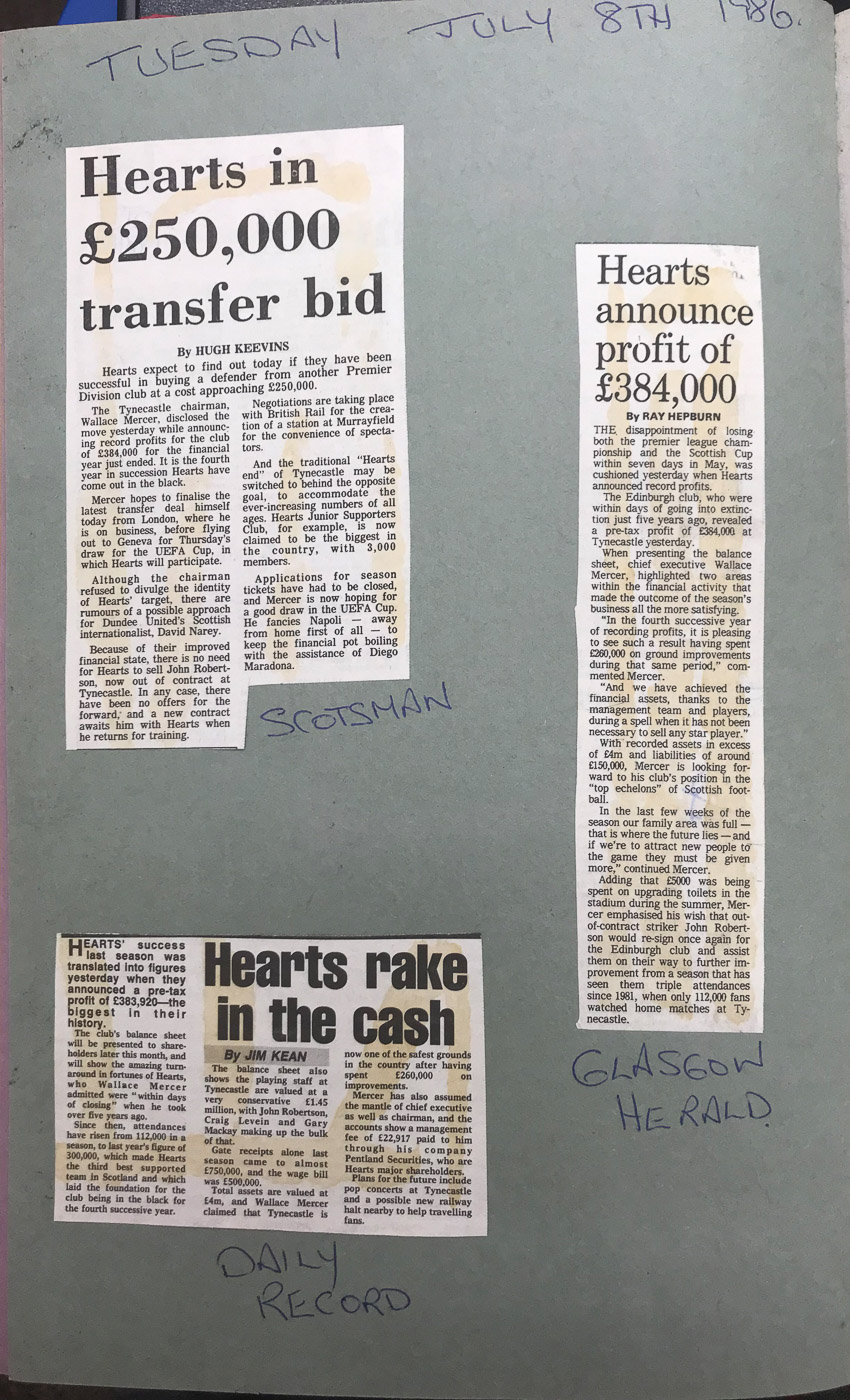 TUESDAY JULY 8TH 1986.
Hearts in
£250,000
transfer bid
By HUGH KEEVINS
Hearts expect to find out today if they have been
successful in buying a defender from another Premier
Division club at a cost approaching £250,000.
The Tynecastle chairman,
Wallace Mercer, disclosed the
move yesterday while announc-
ing record profits for the club
of £384,000 for the financial
year just ended. It is the fourth
year in succession Hearts have
come out in the black.
Mercer hopes to finalise the
latest transfer deal himself
today from London, where he
is on business, before flying
out to Geneva for Thursday's
draw for the UEFA Cup, in
which Hearts will participate.
Although the chairman
refused to divulge the identity
of Hearts' target, there are
rumours of a possible approach
for Dundee United's Scottish
internationalist, David Narey.
Because of their improved
financial state, there is no need
for Hearts to sell John Robert-
son, now out of contract at
Tynecastle. In any case, there
have been no offers for the
forward, and a new contract
awaits him with Hearts when
he returns for training.
Negotiations are taking place
with British Rail for the crea-
tion of a station at Murrayfield
for the convenience of specta-
tors.
And the traditional "Hearts
end" of Tynecastle may be
switched to behind the opposite
goal, to accommodate the
ever-increasing numbers of all
ages. Hearts Junior Supporters
Club, for example, is now
claimed to be the biggest in
the country, with 3,000
members.
Applications for season
tickets have had to be closed,
and Mercer is now hoping for
a good draw in the UEFA Cup.
He fancies Napoli — away
from home first of all — to
keep the financial pot boiling
with the assistance of Diego
Maradona.
SCOTSMAN
Hearts
announce
profit of
£384,000
By RAY HEPBURN
THE disappointment of losing
both the premier league cham-
pionship and the Scottish Cup
within seven days in May, was
cushioned yesterday when Hearts
announced record profits.
The Edinburgh club, who were
within days of going into extinc-
tion just five years ago, revealed
a pre-tax profit of £384,000 at
Tynecastle yesterday.
When presenting the balance
sheet, chief executive Wallace
Mercer, highlighted two areas
within the financial activity that
made the outcome of the season's
business all the more satisfying.
"In the fourth successive year
of recording profits, it is pleasing
to see such a result having spent
£260,000 on ground improvements
during that same period," com-
mented Mercer.
"And we have achieved the
financial assets, thanks to the
management team and players,
during a spell when it has not been
necessary to sell any star player."
With recorded assets in excess
of £4m and liabilities of around
£150,000, Mercer is looking for-
ward to his club's position in the
"top echelons" of Scottish foot-
ball.
In the last few weeks of the
season our family area was full —
that is where the future lies — and
if we're to attract new people to
the game they must be given
more," continued Mercer.
Adding that £5000 was being
spent on upgrading toilets in the
stadium during the summer, Mer-
cer emphasised his wish that out-
of-contract striker John Robert-
son would re-sign once again for
the Edinburgh club and assist
them on their way to further im-
provement from a season that has
seen them triple attendances
since 1981, when only 112,000 fans
watched home matches at Ty-
necastle.
GLASGOW
HERALD.
Hearts rake
in the cash
By JIM KEAN
HEARTS' success
last season was
translated into figures
yesterday when they
announced a pre-tax
profit of £383,920—the
biggest in their
history.
The club's balance sheet
will be presented to share-
holders later this month, and
will show the amazing turn-
around in fortunes of Hearts,
who Wallace Mercer
admitted were "within days
of closing" when he took
over five years ago.
Since then, attendances
have risen from 112,000 in a
season, to last year's figure of
300,000, which made Hearts
the third best supported
team in Scotland and which
laid the foundation for the
club being in the black for
the fourth successive year.
The balance sheet also
shows the playing staff at
Tynecastle are valued at a
very conservative £1.45
million, with John Robertson,
Craig Levein and Gary
Mackay making up the bulk
of that.
Gate receipts alone last
season came to almost
£750,000, and the wage bill
was £500,000.
Total assets are valued at
£4m, and Wallace Mercer
claimed that Tynecastle is
now one of the safest grounds
in the country after having
spent £260,000 on
improvements.
Mercer has also assumed
the mantle of chief executive
as well as chairman, and the
accounts show a management
fee of £22,917 paid to him
through his company
Pentland Securities, who are
Hearts major shareholders.
Plans for the future include
pop concerts at Tynecastle
and a possible new railway
halt nearby to help travelling
fans.
DAILY
RECORD